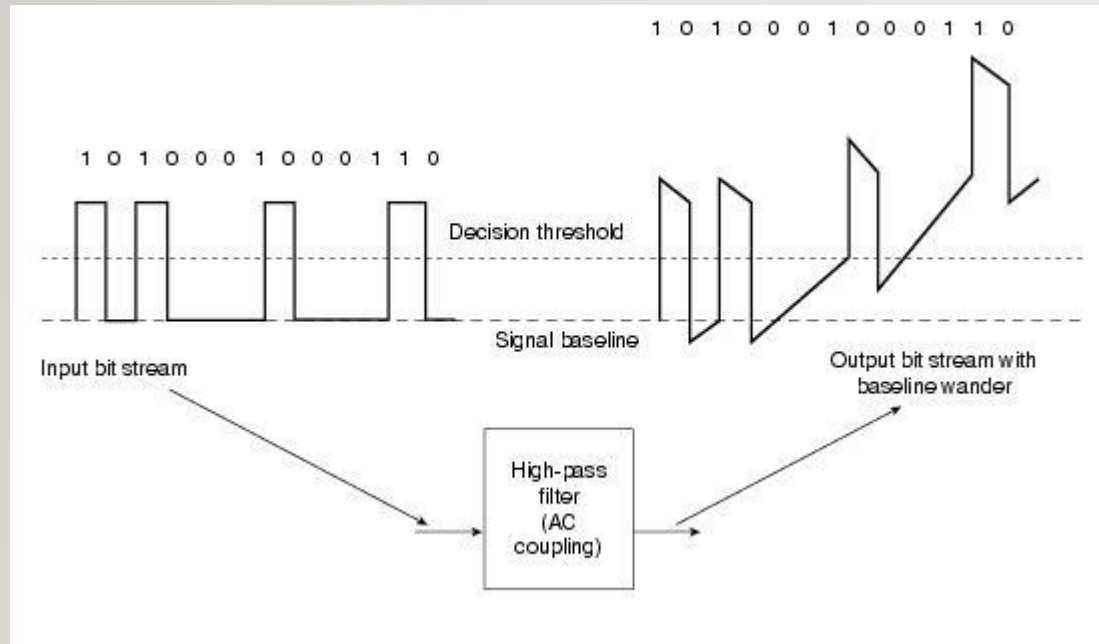 1 0 1 0 0 0 1 0 0 0 1 1 0
1 0 1 0 0 0 1 0 0 0 1 1 0
Decision threshold
Signal baseline
Input bit stream
Output bit stream with
baseline wander
High-pass
filter
(AC
coupling)